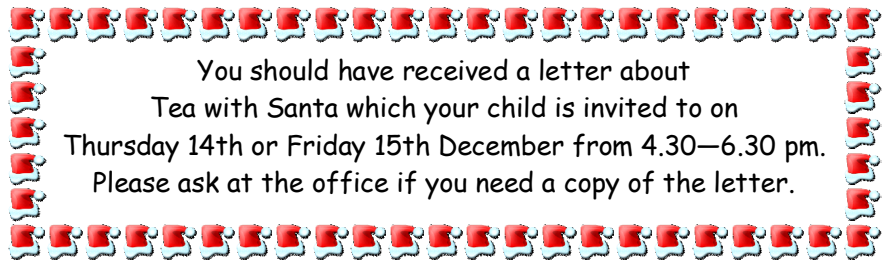 You should have received a letter about
Tea with Santa which your child is invited to on
Thursday 14th or Friday 15th December from 4.30—6.30 pm.
Please ask at the office if you need a copy of the letter.